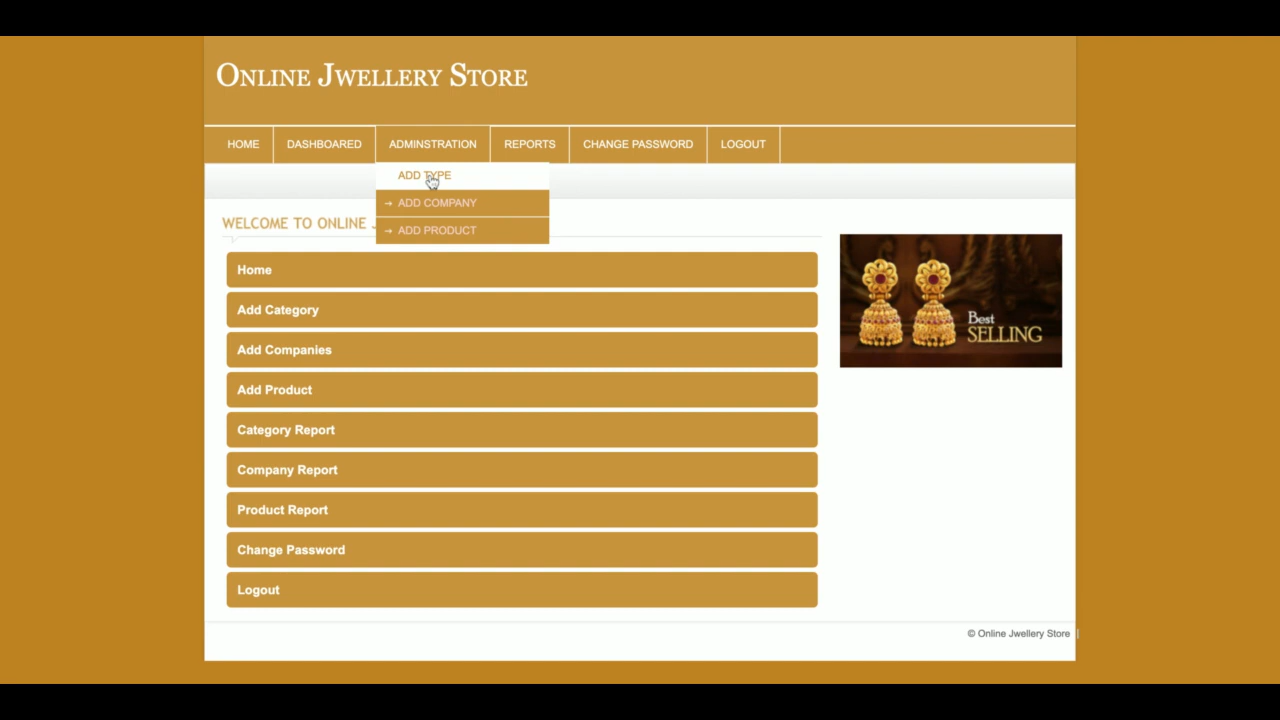 Online Jwellery Store
HOME DASHBOARED ADMINSTRATION REPORTS CHANGE PASSWORD LOGOUT
ADD TYPE
→ ADD COMPANY
→ ADD PRODUCT
WELCOME TO ONLINE
Home
Add Category
Add Companies
Add Product
Category Report
Company Report
Product Report
Change Password
Logout
Best
SELLING
© Online Jwellery Store |